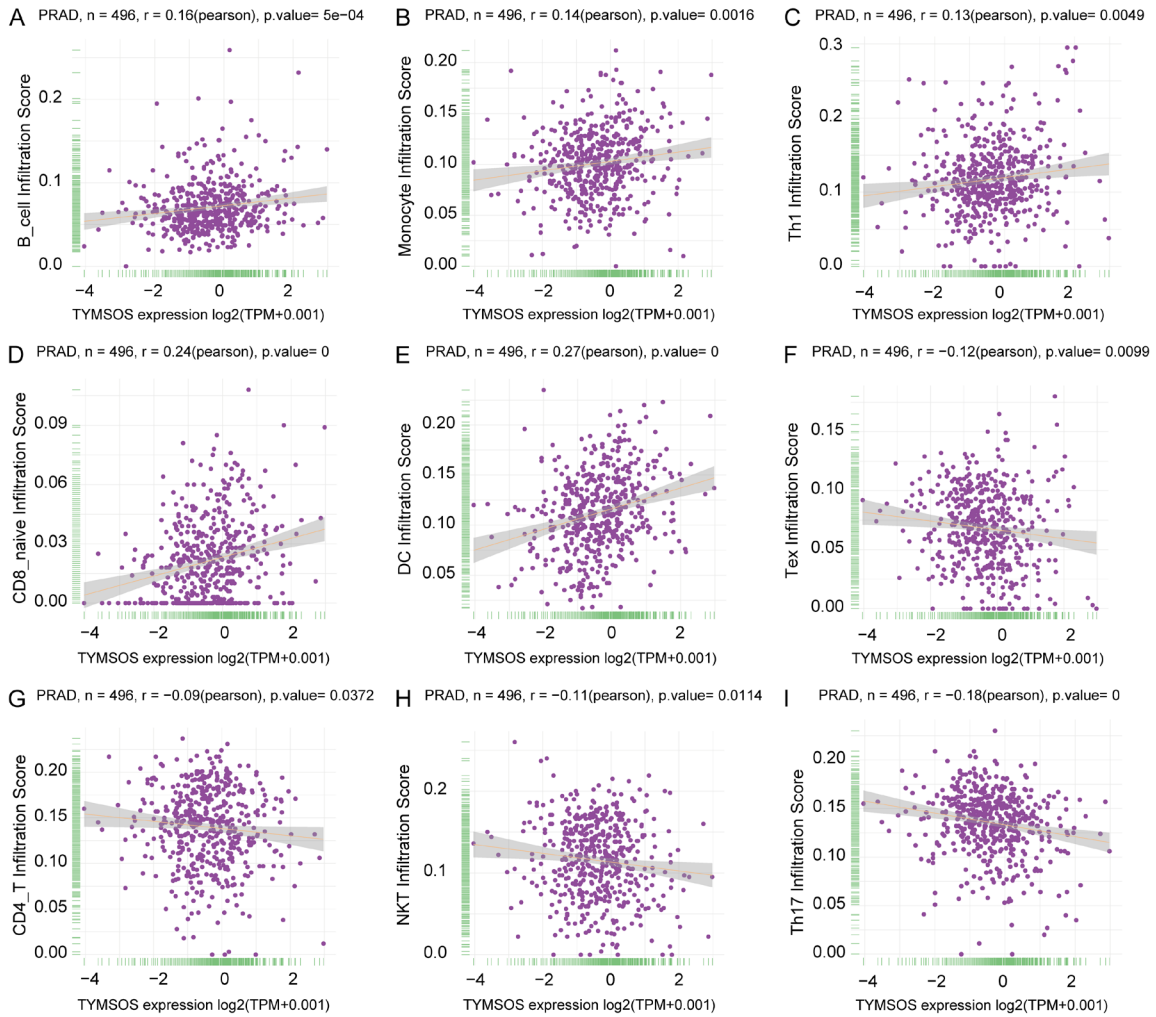 A PRAD, n = 496, r = 0.16(pearson), p.value= 5e−04
B_cell Infiltration Score
0.2
0.1
0.0
−4 −2 0 2
TYMSOS expression log2(TPM+0.001)
B PRAD, n = 496, r = 0.14(pearson), p.value= 0.0016
Monocyte Infiltration Score
0.20
0.15
0.10
0.05
0.00
−4 −2 0 2
TYMSOS expression log2(TPM+0.001)
C PRAD, n = 496, r = 0.13(pearson), p.value= 0.0049
Th1 Infiltration Score
0.3
0.2
0.1
0.0
−4 −2 0 2
TYMSOS expression log2(TPM+0.001)
D PRAD, n = 496, r = 0.24(pearson), p.value= 0
CD8_naive Infiltration Score
0.09
0.06
0.03
0.00
−4 −2 0 2
TYMSOS expression log2(TPM+0.001)
E PRAD, n = 496, r = 0.27(pearson), p.value= 0
DC Infiltration Score
0.20
0.15
0.10
0.05
−4 −2 0 2
TYMSOS expression log2(TPM+0.001)
F PRAD, n = 496, r = −0.12(pearson), p.value= 0.0099
Tex Infiltration Score
0.15
0.10
0.05
0.00
−4 −2 0 2
TYMSOS expression log2(TPM+0.001)
G PRAD, n = 496, r = −0.09(pearson), p.value= 0.0372
CD4_T Infiltration Score
0.20
0.15
0.10
0.05
0.00
−4 −2 0 2
TYMSOS expression log2(TPM+0.001)
H PRAD, n = 496, r = −0.11(pearson), p.value= 0.0114
NKT Infiltration Score
0.2
0.1
0.0
−4 −2 0 2
TYMSOS expression log2(TPM+0.001)
I PRAD, n = 496, r = −0.18(pearson), p.value= 0
Th17 Infiltration Score
0.20
0.15
0.10
0.05
0.00
−4 −2 0 2
TYMSOS expression log2(TPM+0.001)